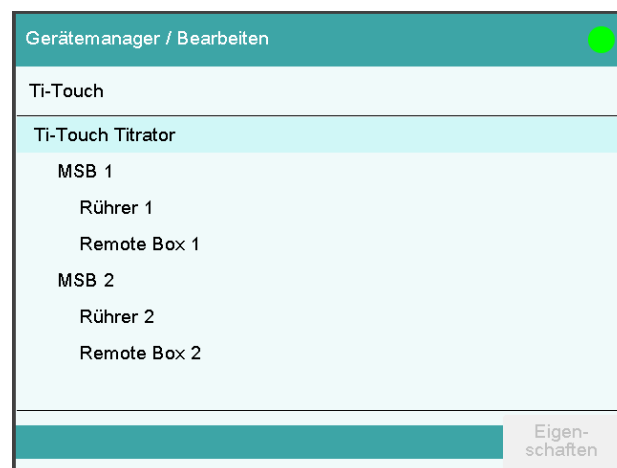 Gerätemanager / Bearbeiten
Ti-Touch
Ti-Touch Titrator
MSB 1
Rührer 1
Remote Box 1
MSB 2
Rührer 2
Remote Box 2
Eigen-
schaften